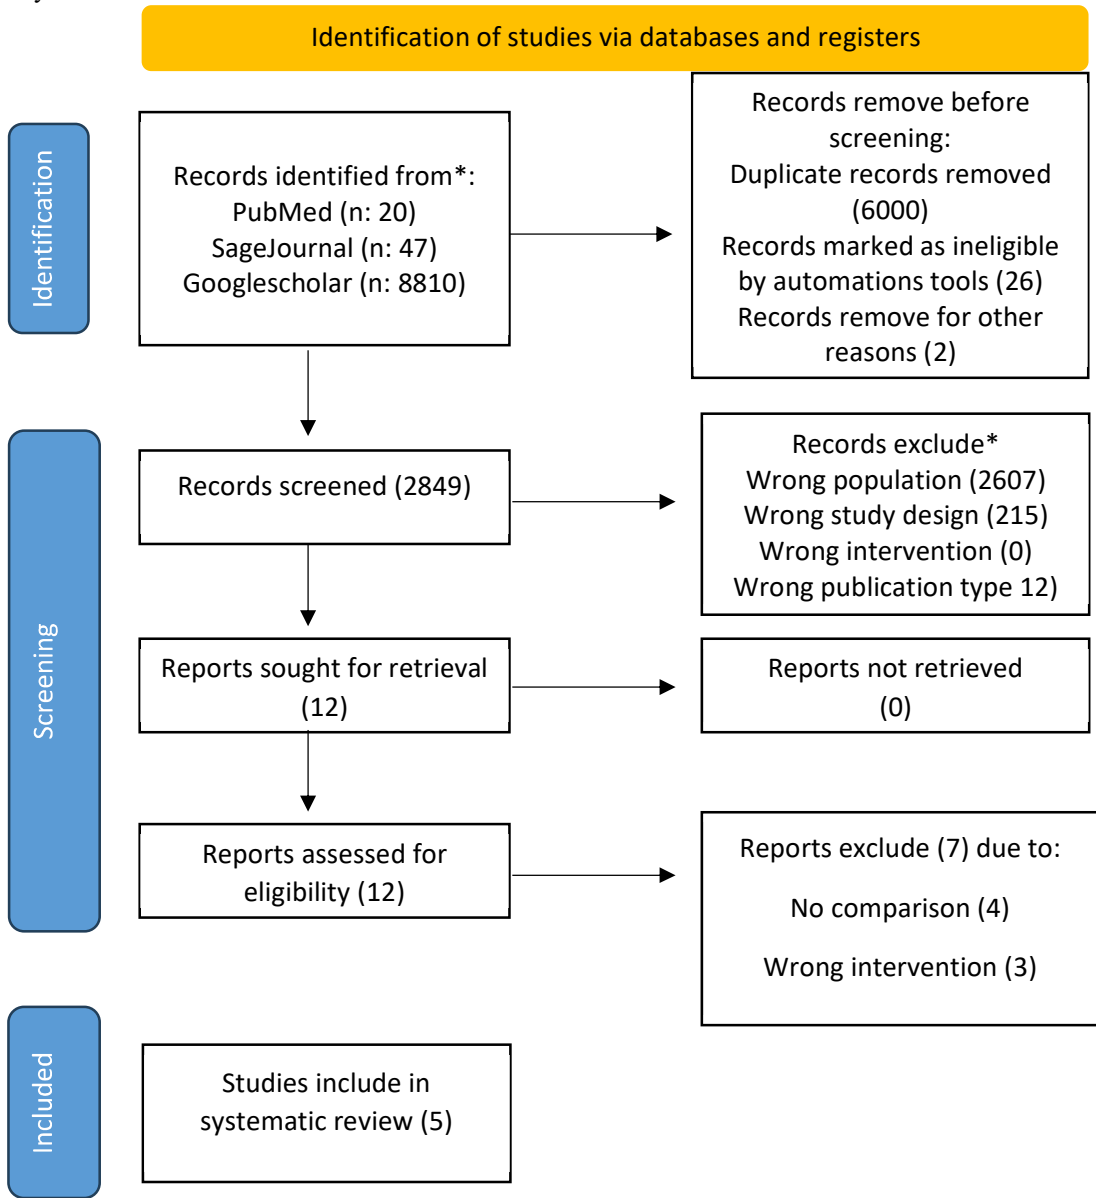 Identification of studies via databases and registers
Identification
Records identified from*:
PubMed (n: 20)
SageJournal (n: 47)
Googlescholar (n: 8810)
Records remove before
screening:
Duplicate records removed
(6000)
Records marked as ineligible
by automations tools (26)
Records remove for other
reasons (2)
Screening
Records screened (2849)
Records exclude*
Wrong population (2607)
Wrong study design (215)
Wrong intervention (0)
Wrong publication type 12)
Reports sought for retrieval
(12)
Reports not retrieved
(0)
Reports assessed for
eligibility (12)
Reports exclude (7) due to:
No comparison (4)
Wrong intervention (3)
Included
Studies include in
systematic review (5)